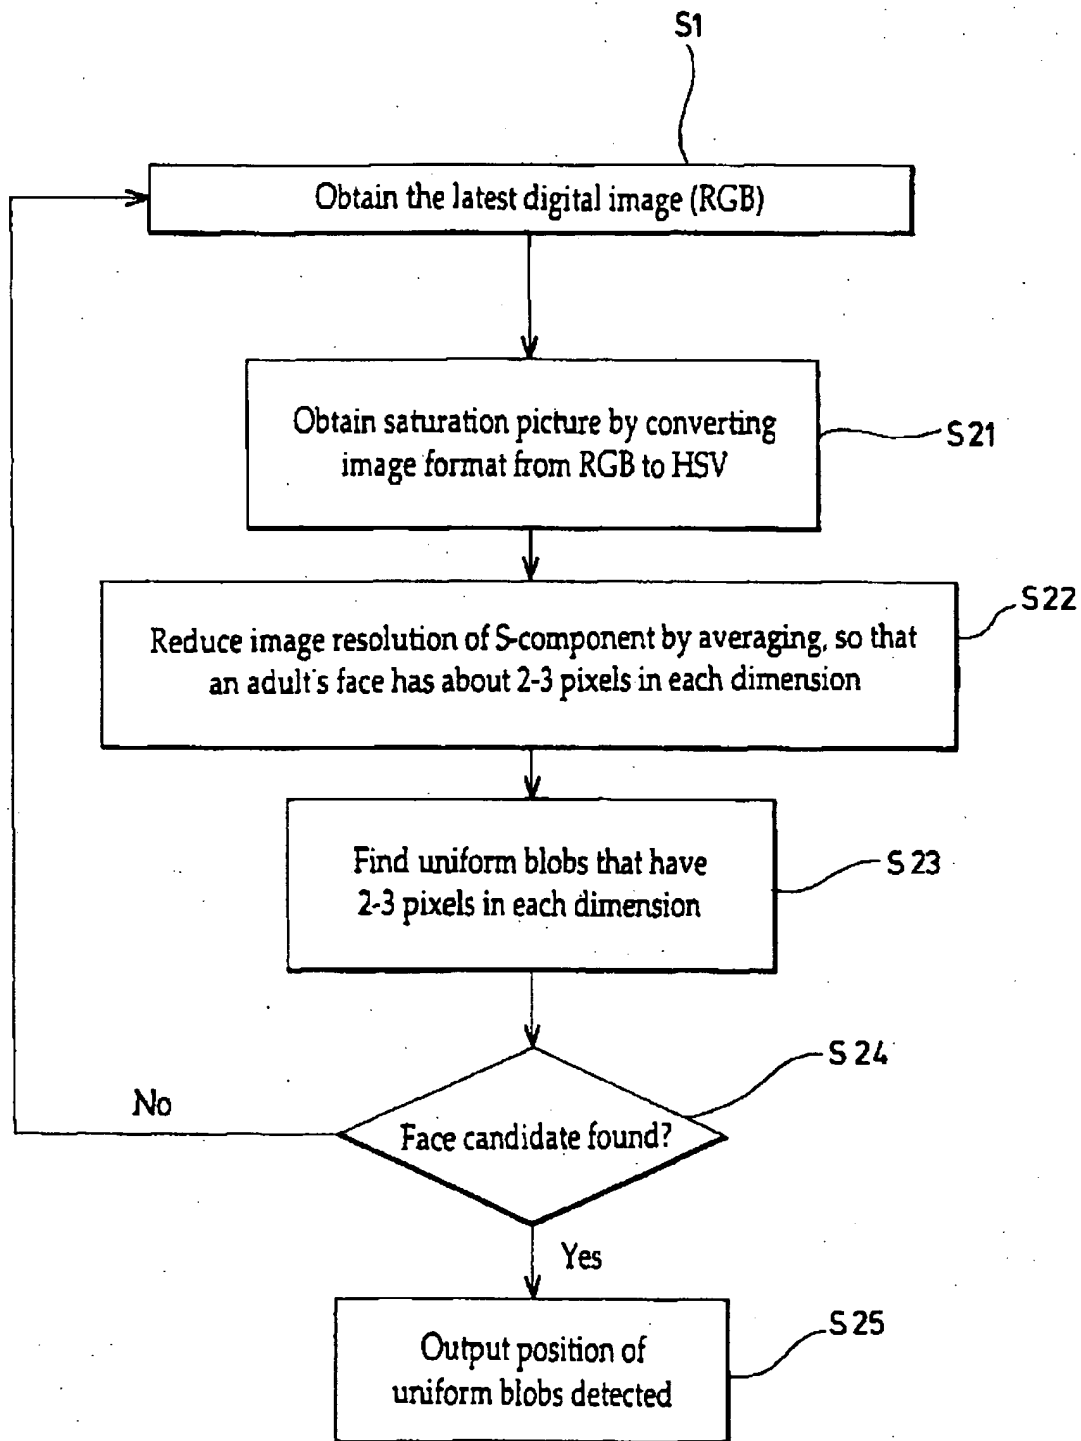 S1
Obtain the latest digital image (RGB)
Obtain saturation picture by converting
image format from RGB to HSV
S21
Reduce image resolution of S-component by averaging, so that
an adult's face has about 2-3 pixels in each dimension
S22
Find uniform blobs that have
2-3 pixels in each dimension
S23
Face candidate found?
S24
No
Yes
Output position of
uniform blobs detected
S25